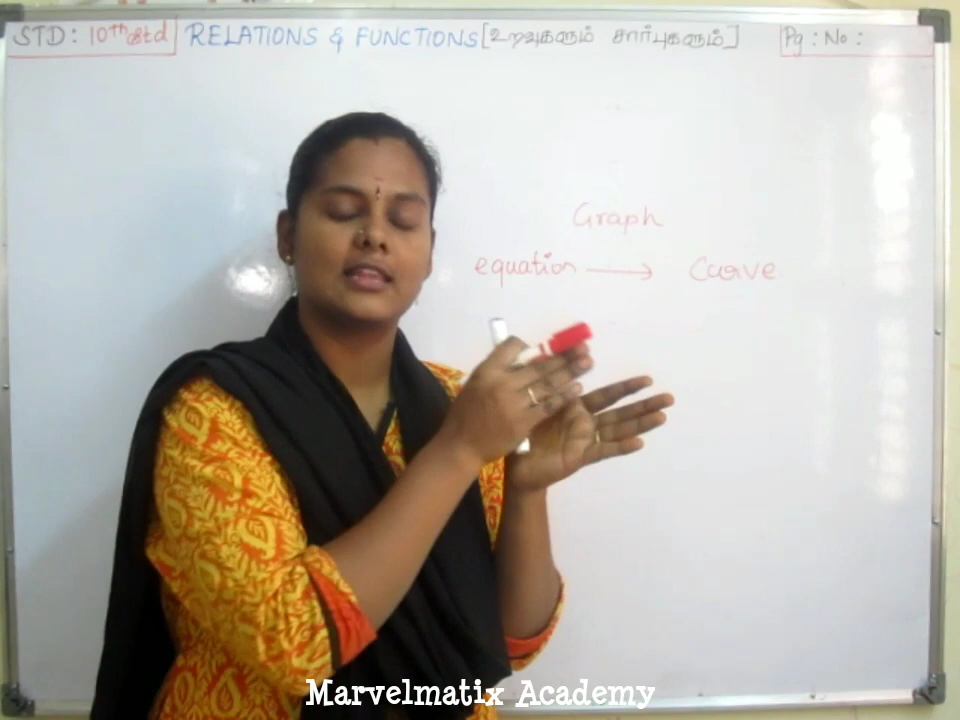 STD: 10th std RELATIONS & FUNCTIONS [உறவுகளும் சார்புகளும்] Pg: No:
Graph
equation → Curve
Marvelmatix Academy